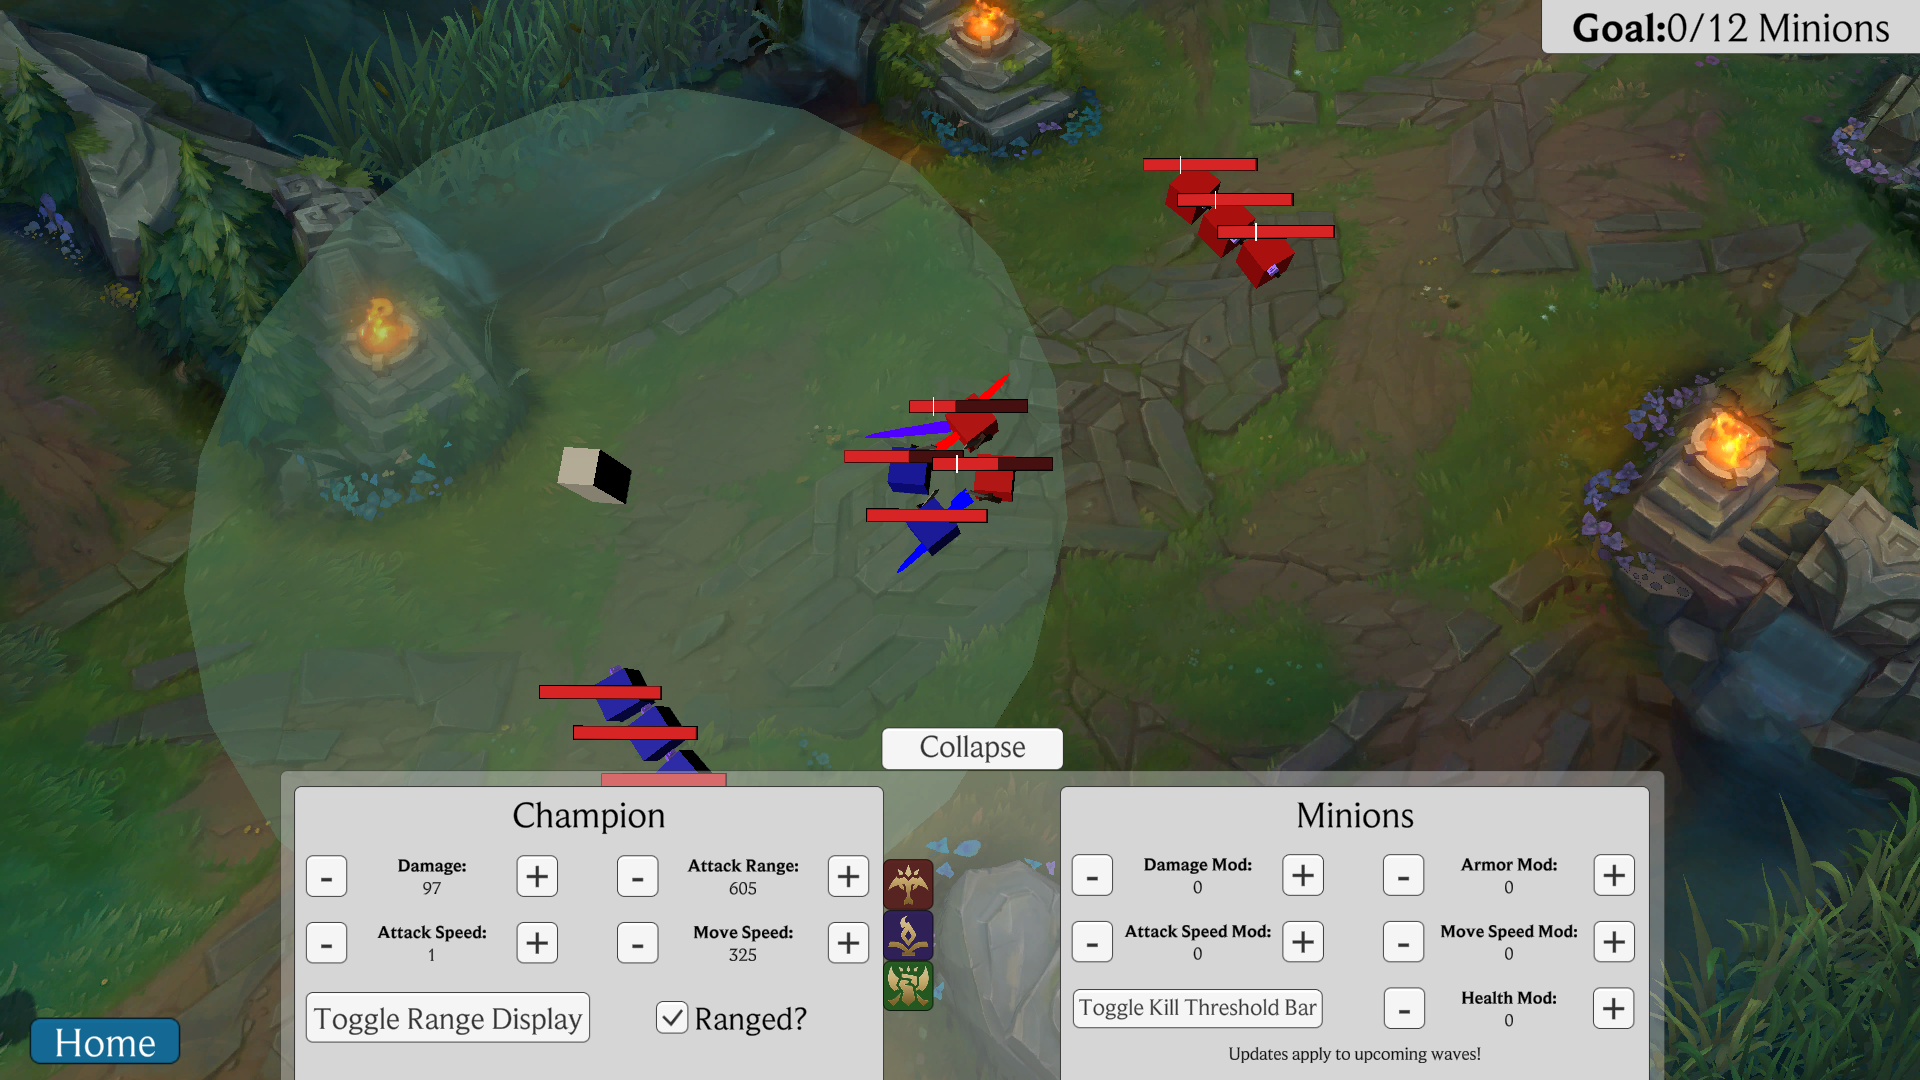 Goal:0/12 Minions
Collapse
Champion
Damage:
97
Attack Range:
605
Attack Speed:
1
Move Speed:
325
Toggle Range Display
Ranged?
Minions
Damage Mod:
0
Armor Mod:
0
Attack Speed Mod:
0
Move Speed Mod:
0
Toggle Kill Threshold Bar
Health Mod:
0
Updates apply to upcoming waves!
Home